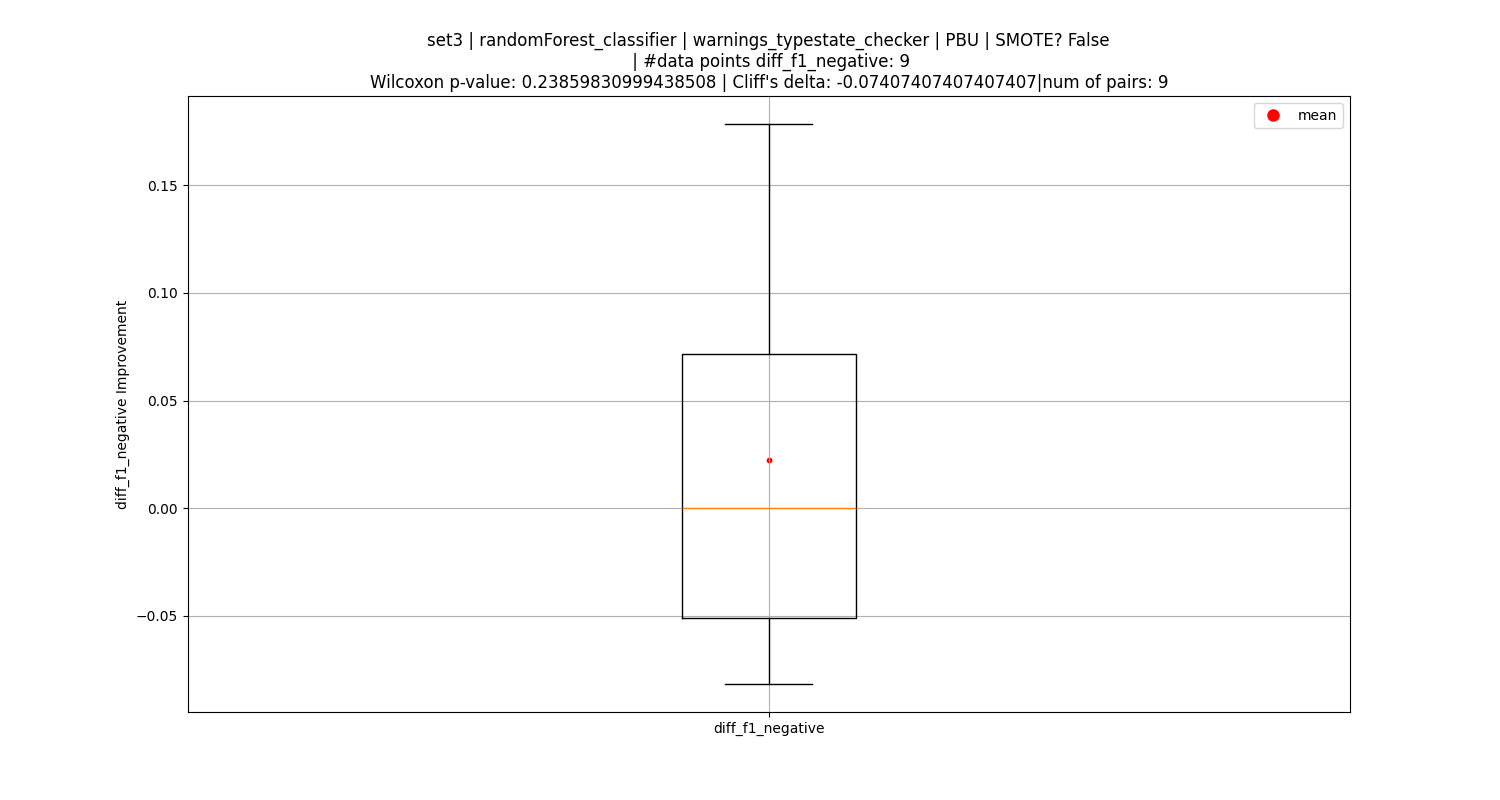 set3 | randomForest_classifier | warnings_typestate_checker | PBU | SMOTE? False
| #data points diff_f1_negative: 9
Wilcoxon p-value: 0.23859830999438508 | Cliff's delta: -0.07407407407407407|num of pairs: 9
mean
0.15
0.10
0.05
0.00
−0.05
diff_f1_negative Improvement
diff_f1_negative